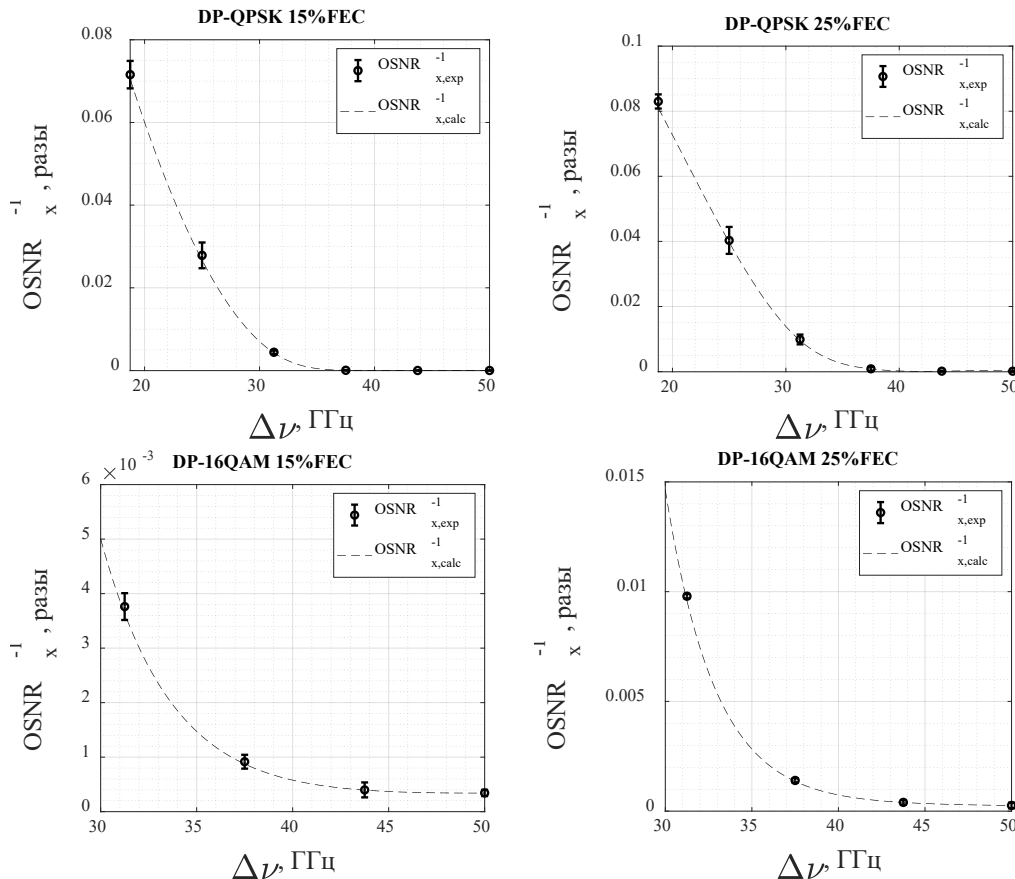 DP-QPSK 15%FEC
0.08
0.06
0.04
0.02
0
20
30
40
50
OSNR -1 x,exp
OSNR -1 x,calc
OSNR -1 x , разы
Δν, ГГц
DP-QPSK 25%FEC
0.1
0.08
0.06
0.04
0.02
0
20
30
40
50
OSNR -1 x,exp
OSNR -1 x,calc
OSNR -1 x , разы
Δν, ГГц
DP-16QAM 15%FEC
× 10 -3
6
5
4
3
2
1
0
30
35
40
45
50
OSNR -1 x,exp
OSNR -1 x,calc
OSNR -1 x , разы
Δν, ГГц
DP-16QAM 25%FEC
0.015
0.01
0.005
0
30
35
40
45
50
OSNR -1 x,exp
OSNR -1 x,calc
OSNR -1 x , разы
Δν, ГГц